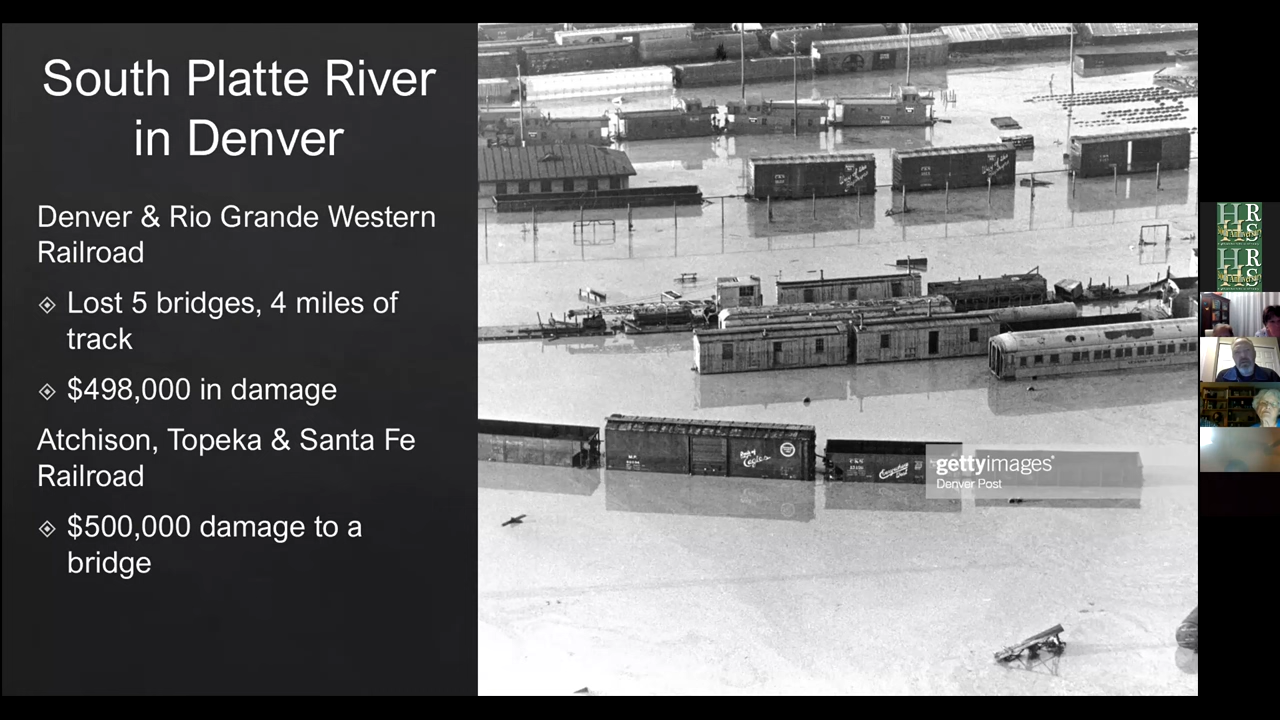 South Platte River
in Denver
Denver & Rio Grande Western
Railroad
Lost 5 bridges, 4 miles of
track
$498,000 in damage
Atchison, Topeka & Santa Fe
Railroad
$500,000 damage to a
bridge
gettyimages
Denver Post